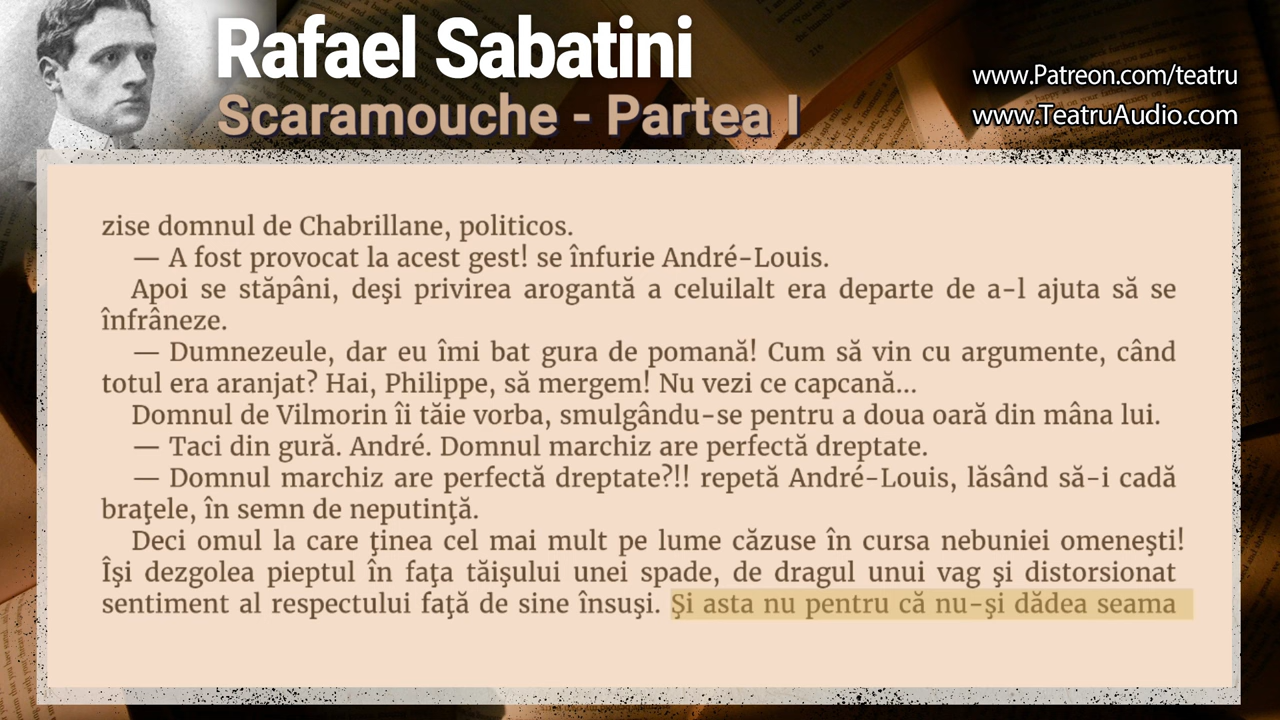 Rafael Sabatini
Scaramouche - Partea I
www.Patreon.com/teatru
www.TeatruAudio.com
zise domnul de Chabrillane, politicos.
— A fost provocat la acest gest! se înfurie André-Louis.
Apoi se stăpâni, deşi privirea arogantă a celuilalt era departe de a-l ajuta să se
înfrâneze.
— Dumnezeule, dar eu îmi bat gura de pomană! Cum să vin cu argumente, când
totul era aranjat? Hai, Philippe, să mergem! Nu vezi ce capcană...
Domnul de Vilmorin îi tăie vorba, smulgându-se pentru a doua oară din mâna lui.
— Taci din gură. André. Domnul marchiz are perfectă dreptate.
— Domnul marchiz are perfectă dreptate?!! repetă André-Louis, lăsând să-i cadă
braţele, în semn de neputinţă.
Deci omul la care ţinea cel mai mult pe lume căzuse în cursa nebuniei omeneşti!
Îşi dezgolea pieptul în faţa tăişului unei spade, de dragul unui vag şi distorsionat
sentiment al respectului faţă de sine însuşi. Şi asta nu pentru că nu-şi dădea seama